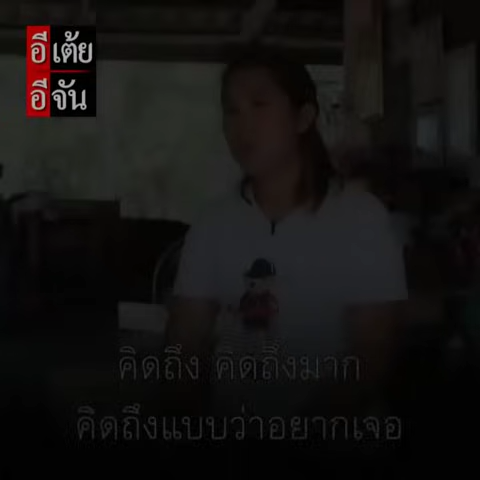 อีเต้ย
อีจัน
คิดถึง คิดถึงมาก
คิดถึงแบบว่าอยากเจอ